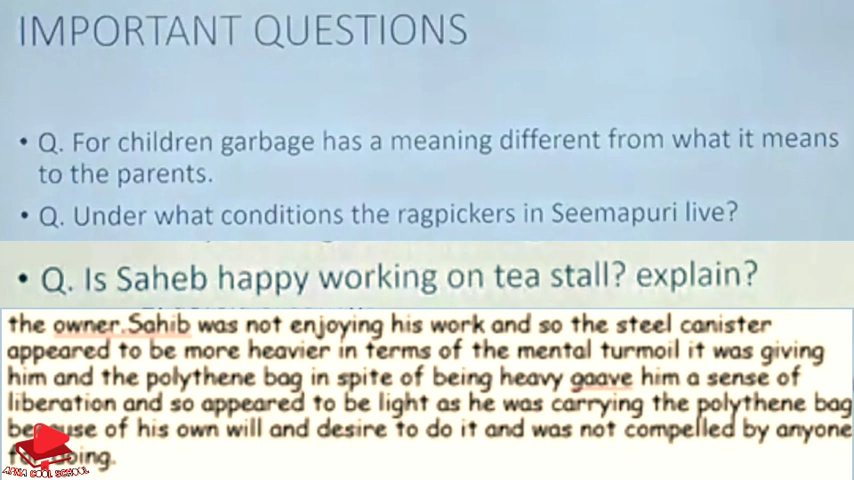 IMPORTANT QUESTIONS
• Q. For children garbage has a meaning different from what it means
to the parents.
• Q. Under what conditions the ragpickers in Seemapuri live?
• Q. Is Saheb happy working on tea stall? explain?
the owner.Sahib was not enjoying his work and so the steel canister
appeared to be more heavier in terms of the mental turmoil it was giving
him and the polythene bag in spite of being heavy gaave him a sense of
liberation and so appeared to be light as he was carrying the polythene bag
because of his own will and desire to do it and was not compelled by anyone
for doing.
COOL SCHOOL